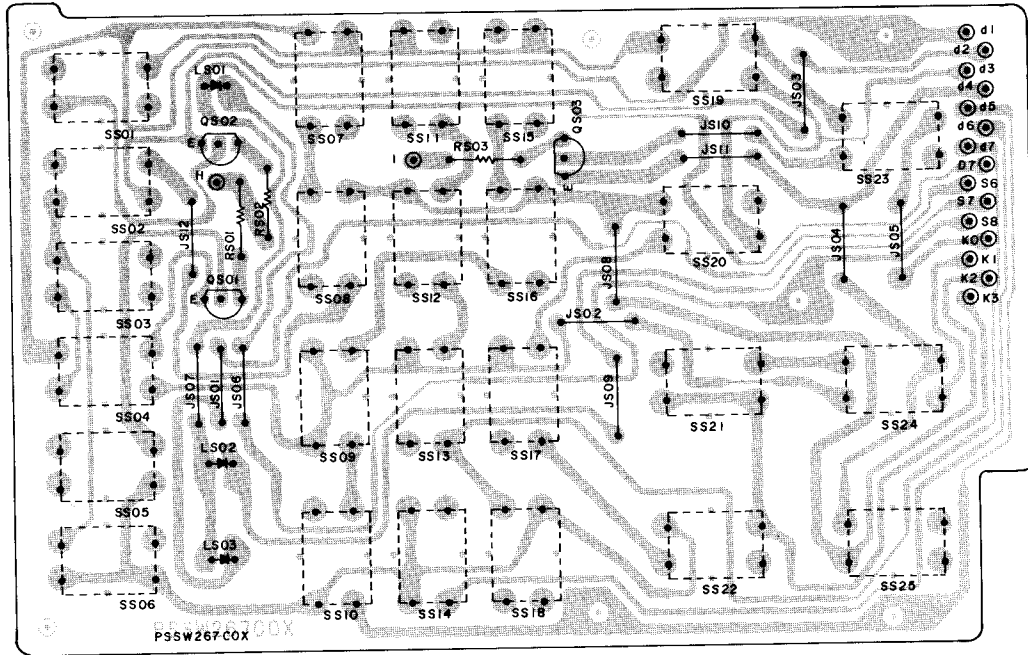 d1
d2
d3
d4
d5
d6
d7
D7
S6
S7
S8
K0
K1
K2
K3
LS01
QS02
E
H
SS01
SS07
SS11
SS15
QS03
E
I
RS03
SS19
JS03
JS10
JS11
SS23
SS02
JS12
RS01
RS02
QS01
E
SS03
SS08
SS12
SS16
JS08
JS02
SS20
JS04
JS05
SS04
JS07
JS01
JS06
LS02
SS09
SS13
SS17
JS09
SS21
SS24
SS05
LS03
SS06
SS10
SS14
SS18
SS22
SS25
PSSW26700X
PSSW26700X